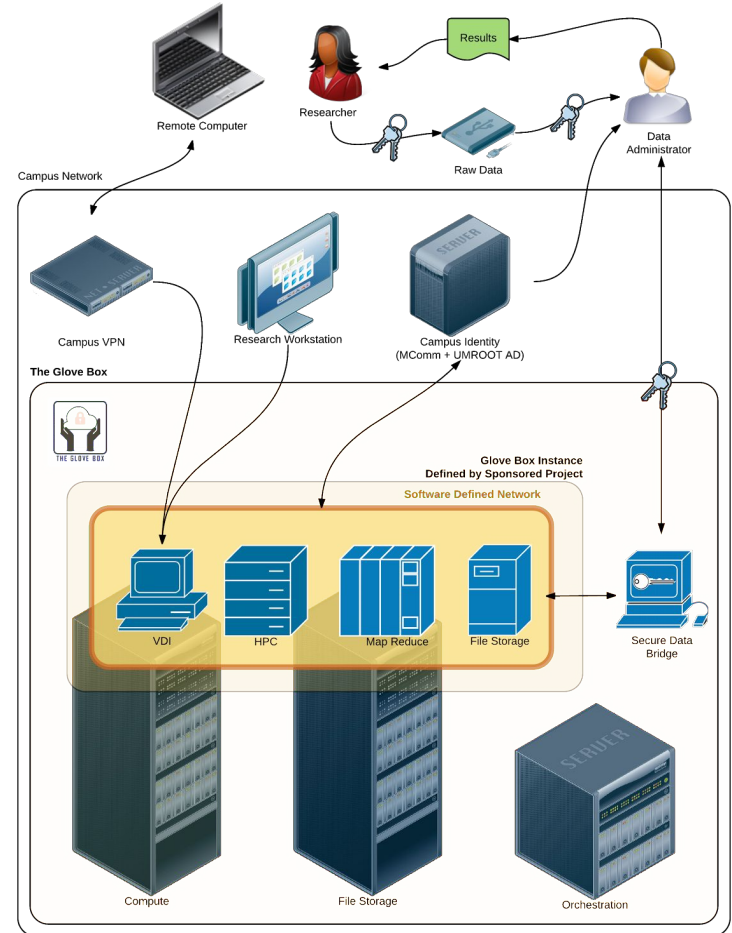 Results
Remote Computer
Researcher
Raw Data
Data
Administrator
Campus Network
SERVER
Campus VPN
Research Workstation
Campus Identity
(MComm + UMROOT AD)
The Glove Box
THE GLOVE BOX
Glove Box Instance
Defined by Sponsored Project
Software Defined Network
VDI
HPC
Map Reduce
File Storage
Secure Data
Bridge
SERVER
Compute
File Storage
Orchestration